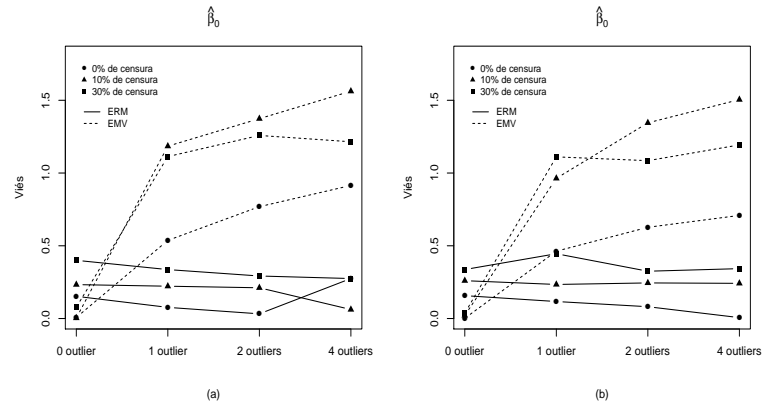 β̂₀
Viés
0.0 0.5 1.0 1.5
0% de censura
10% de censura
30% de censura
ERM
EMV
0 outlier 1 outlier 2 outliers 4 outliers
(a)
β̂₀
Viés
0.0 0.5 1.0 1.5
0% de censura
10% de censura
30% de censura
ERM
EMV
0 outlier 1 outlier 2 outliers 4 outliers
(b)